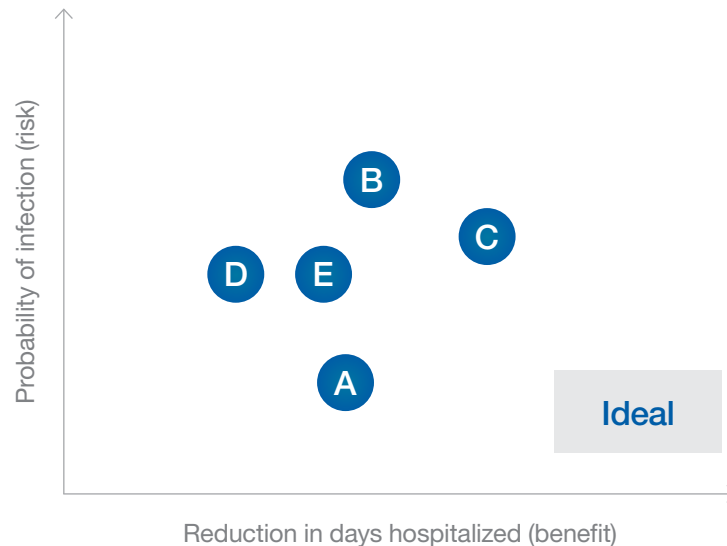 Probability of infection (risk)
B
C
D
E
A
Ideal
Reduction in days hospitalized (benefit)